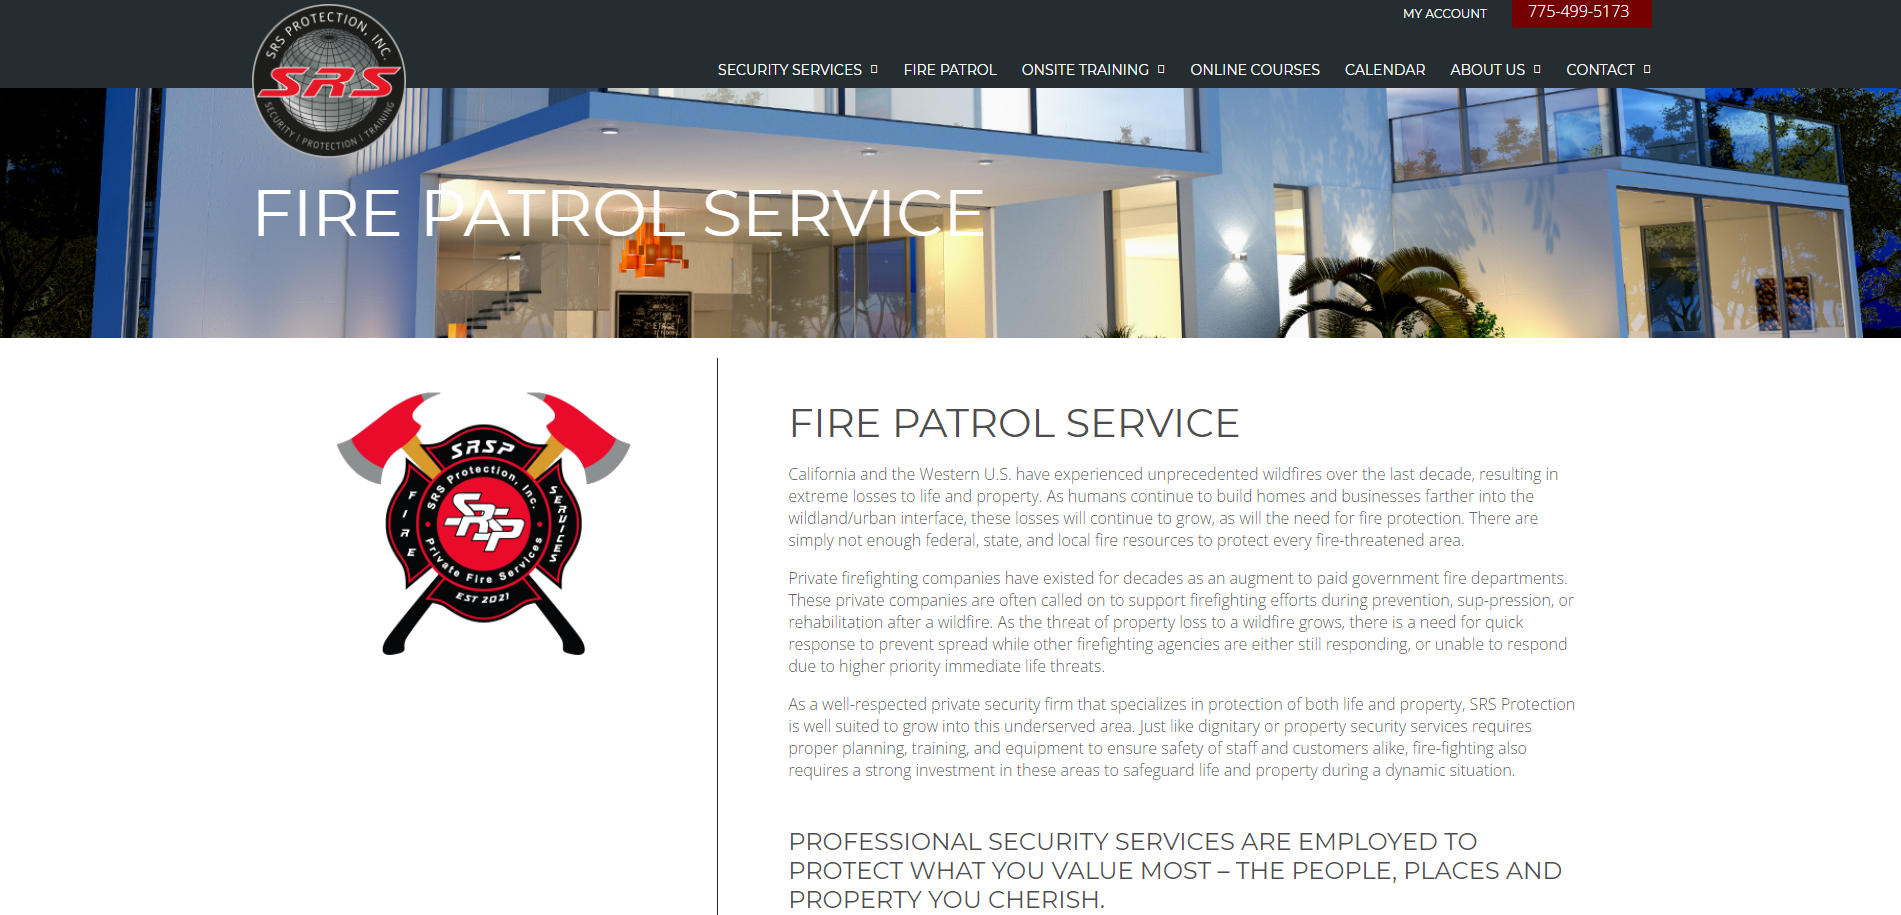 SRS PROTECTION, INC.
SRS
SECURITY | PROTECTION | TRAINING
MY ACCOUNT
775-499-5173
SECURITY SERVICES
FIRE PATROL
ONSITE TRAINING
ONLINE COURSES
CALENDAR
ABOUT US
CONTACT
FIRE PATROL SERVICE
SRSP
SRS Protection, Inc.
FIRE
SERVICES
SRSP
Private Fire Services
EST 2021
FIRE PATROL SERVICE
California and the Western U.S. have experienced unprecedented wildfires over the last decade, resulting in
extreme losses to life and property. As humans continue to build homes and businesses farther into the
wildland/urban interface, these losses will continue to grow, as will the need for fire protection. There are
simply not enough federal, state, and local fire resources to protect every fire-threatened area.
Private firefighting companies have existed for decades as an augment to paid government fire departments.
These private companies are often called on to support firefighting efforts during prevention, sup-pression, or
rehabilitation after a wildfire. As the threat of property loss to a wildfire grows, there is a need for quick
response to prevent spread while other firefighting agencies are either still responding, or unable to respond
due to higher priority immediate life threats.
As a well-respected private security firm that specializes in protection of both life and property, SRS Protection
is well suited to grow into this underserved area. Just like dignitary or property security services requires
proper planning, training, and equipment to ensure safety of staff and customers alike, fire-fighting also
requires a strong investment in these areas to safeguard life and property during a dynamic situation.
PROFESSIONAL SECURITY SERVICES ARE EMPLOYED TO
PROTECT WHAT YOU VALUE MOST – THE PEOPLE, PLACES AND
PROPERTY YOU CHERISH.